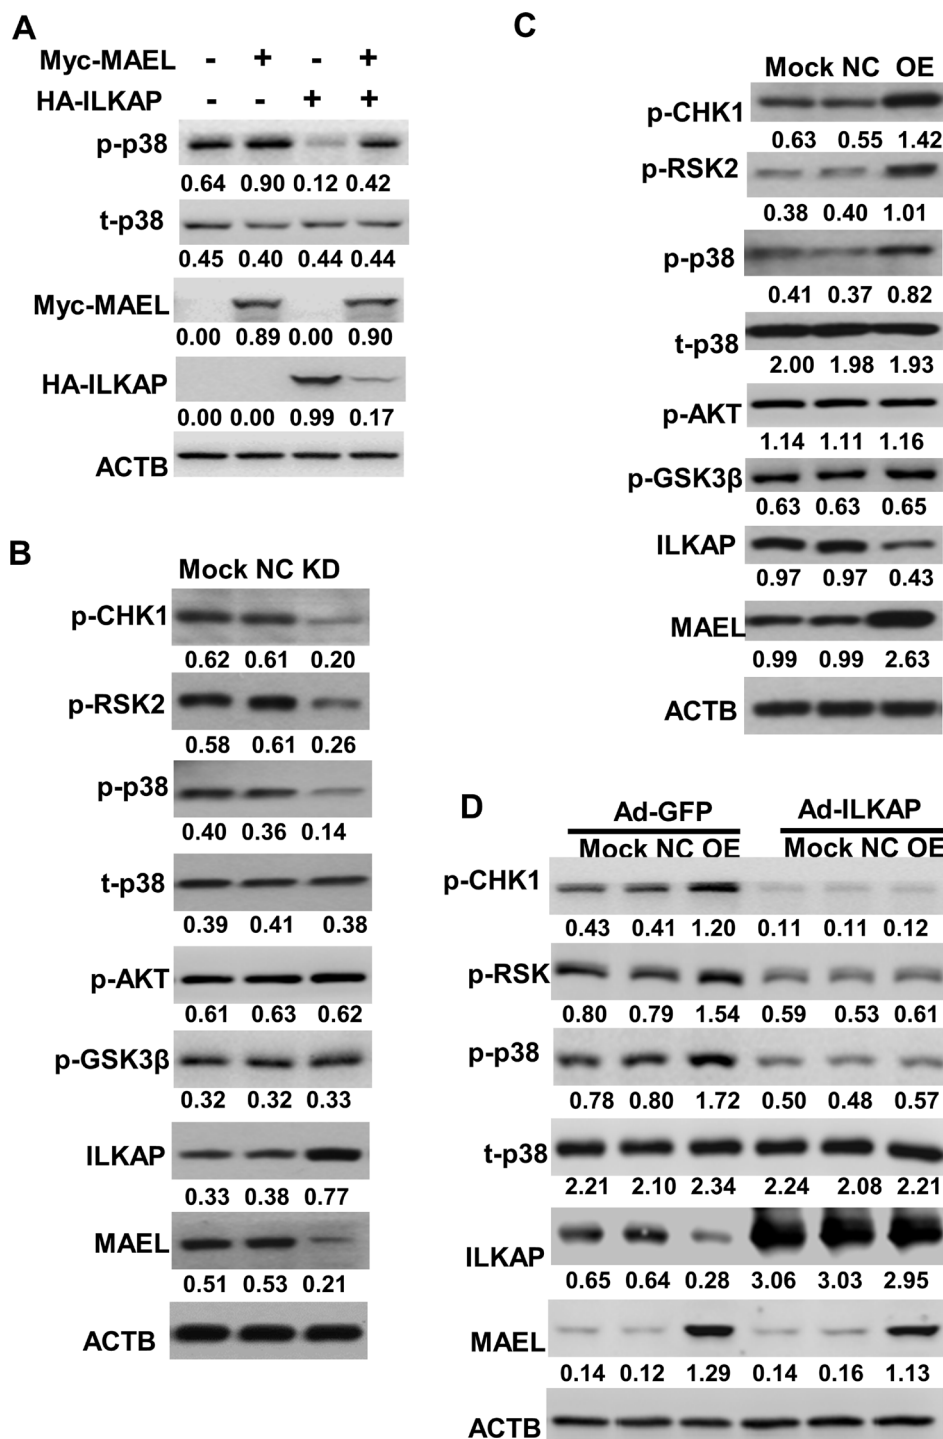 A
Myc-MAEL - + - +
HA-ILKAP - - + +
p-p38
0.64 0.90 0.12 0.42
t-p38
0.45 0.40 0.44 0.44
Myc-MAEL
0.00 0.89 0.00 0.90
HA-ILKAP
0.00 0.00 0.99 0.17
ACTB
B
Mock NC KD
p-CHK1
0.62 0.61 0.20
p-RSK2
0.58 0.61 0.26
p-p38
0.40 0.36 0.14
t-p38
0.39 0.41 0.38
p-AKT
0.61 0.63 0.62
p-GSK3β
0.32 0.32 0.33
ILKAP
0.33 0.38 0.77
MAEL
0.51 0.53 0.21
ACTB
C
Mock NC OE
p-CHK1
0.63 0.55 1.42
p-RSK2
0.38 0.40 1.01
p-p38
0.41 0.37 0.82
t-p38
2.00 1.98 1.93
p-AKT
1.14 1.11 1.16
p-GSK3β
0.63 0.63 0.65
ILKAP
0.97 0.97 0.43
MAEL
0.99 0.99 2.63
ACTB
D
Ad-GFP Ad-ILKAP
Mock NC OE Mock NC OE
p-CHK1
0.43 0.41 1.20 0.11 0.11 0.12
p-RSK
0.80 0.79 1.54 0.59 0.53 0.61
p-p38
0.78 0.80 1.72 0.50 0.48 0.57
t-p38
2.21 2.10 2.34 2.24 2.08 2.21
ILKAP
0.65 0.64 0.28 3.06 3.03 2.95
MAEL
0.14 0.12 1.29 0.14 0.16 1.13
ACTB